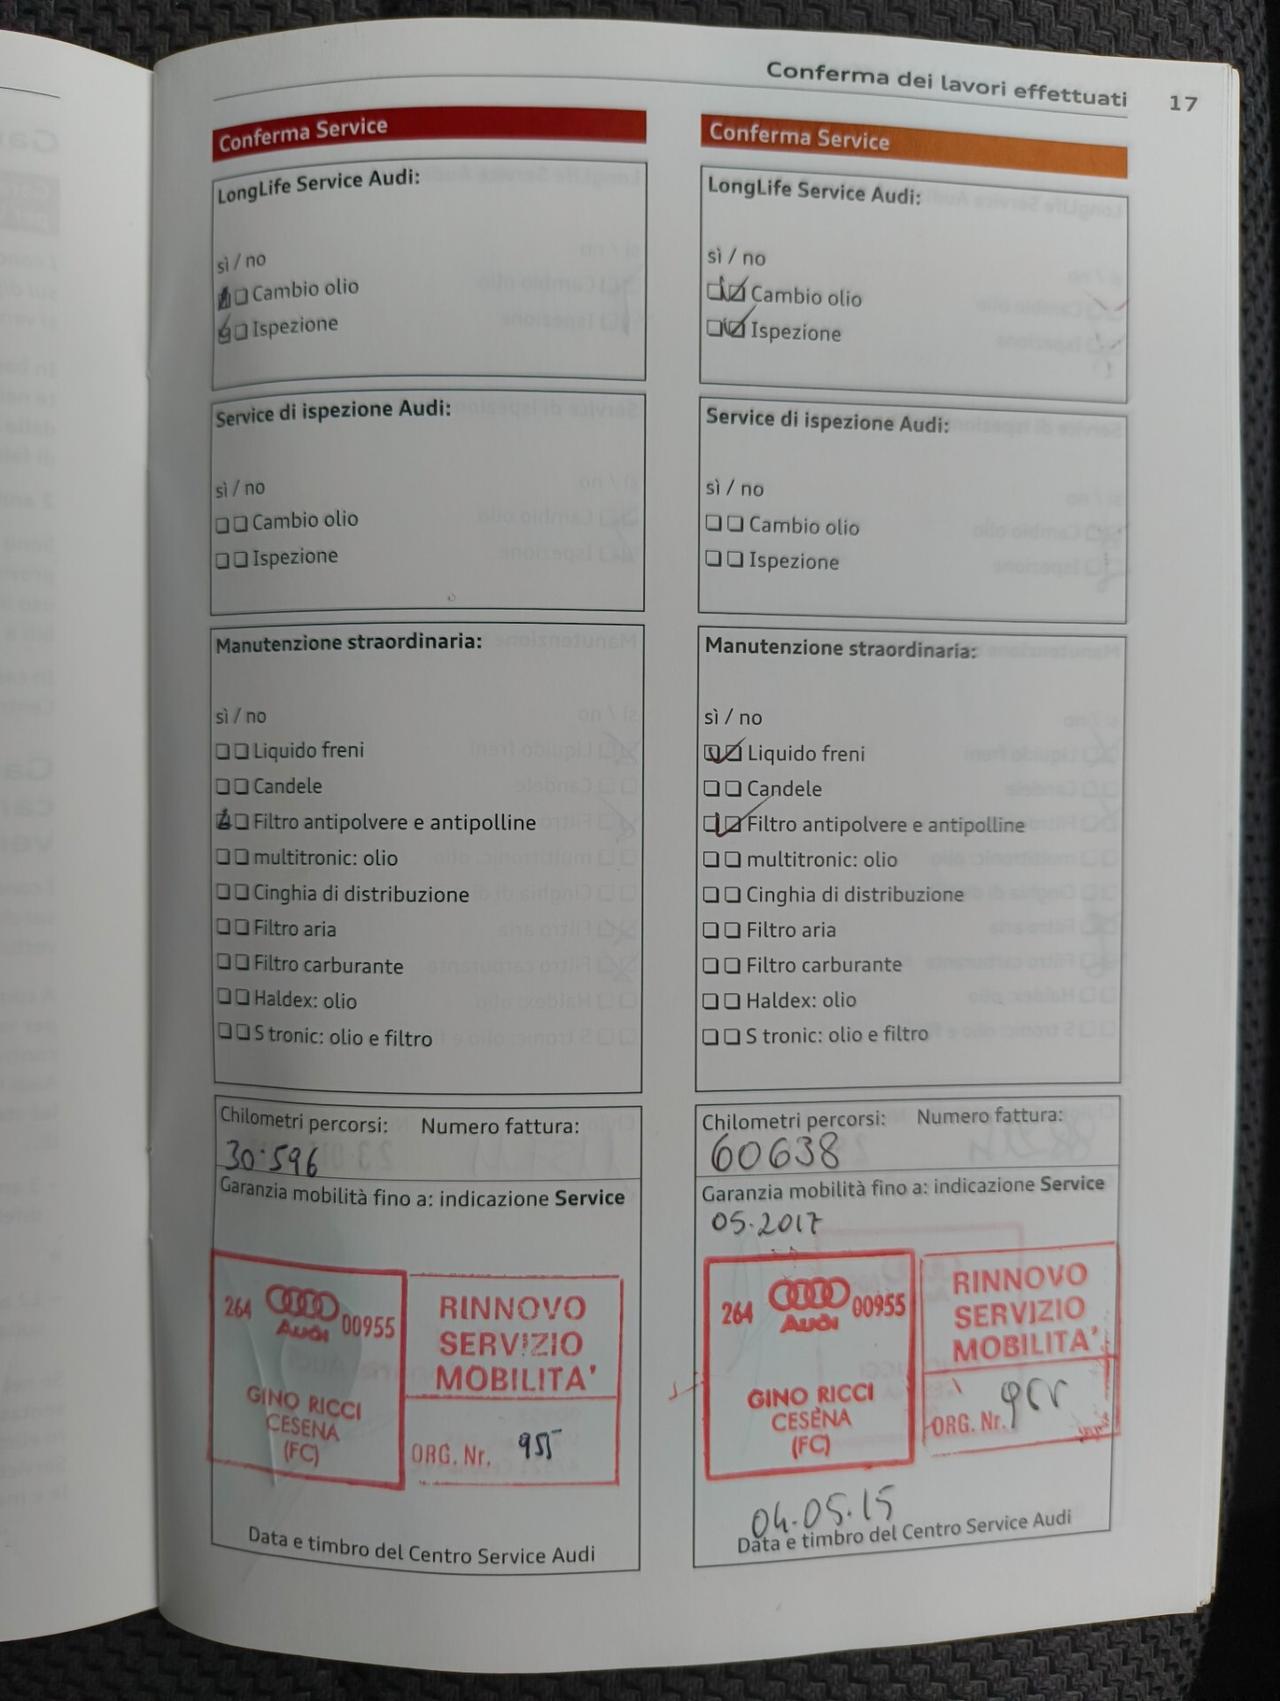 Conferma dei lavori effettuati 17
Conferma Service
LongLife Service Audi:
sì / no
Cambio olio
Ispezione
Service di ispezione Audi:
sì / no
Cambio olio
Ispezione
Manutenzione straordinaria:
sì / no
Liquido freni
Candele
Filtro antipolvere e antipolline
multitronic: olio
Cinghia di distribuzione
Filtro aria
Filtro carburante
Haldex: olio
S tronic: olio e filtro
Chilometri percorsi: Numero fattura:
30.596
Garanzia mobilità fino a: indicazione Service
264 Audi 00955
GINO RICCI
CESENA
(FC)
RINNOVO
SERVIZIO
MOBILITA'
ORG. Nr. 955
Data e timbro del Centro Service Audi
Conferma Service
LongLife Service Audi:
sì / no
Cambio olio
Ispezione
Service di ispezione Audi:
sì / no
Cambio olio
Ispezione
Manutenzione straordinaria:
sì / no
Liquido freni
Candele
Filtro antipolvere e antipolline
multitronic: olio
Cinghia di distribuzione
Filtro aria
Filtro carburante
Haldex: olio
S tronic: olio e filtro
Chilometri percorsi: Numero fattura:
60638
Garanzia mobilità fino a: indicazione Service
05.2017
264 Audi 00955
GINO RICCI
CESENA
(FC)
RINNOVO
SERVIZIO
MOBILITA'
ORG. Nr. 955
04.05.15
Data e timbro del Centro Service Audi